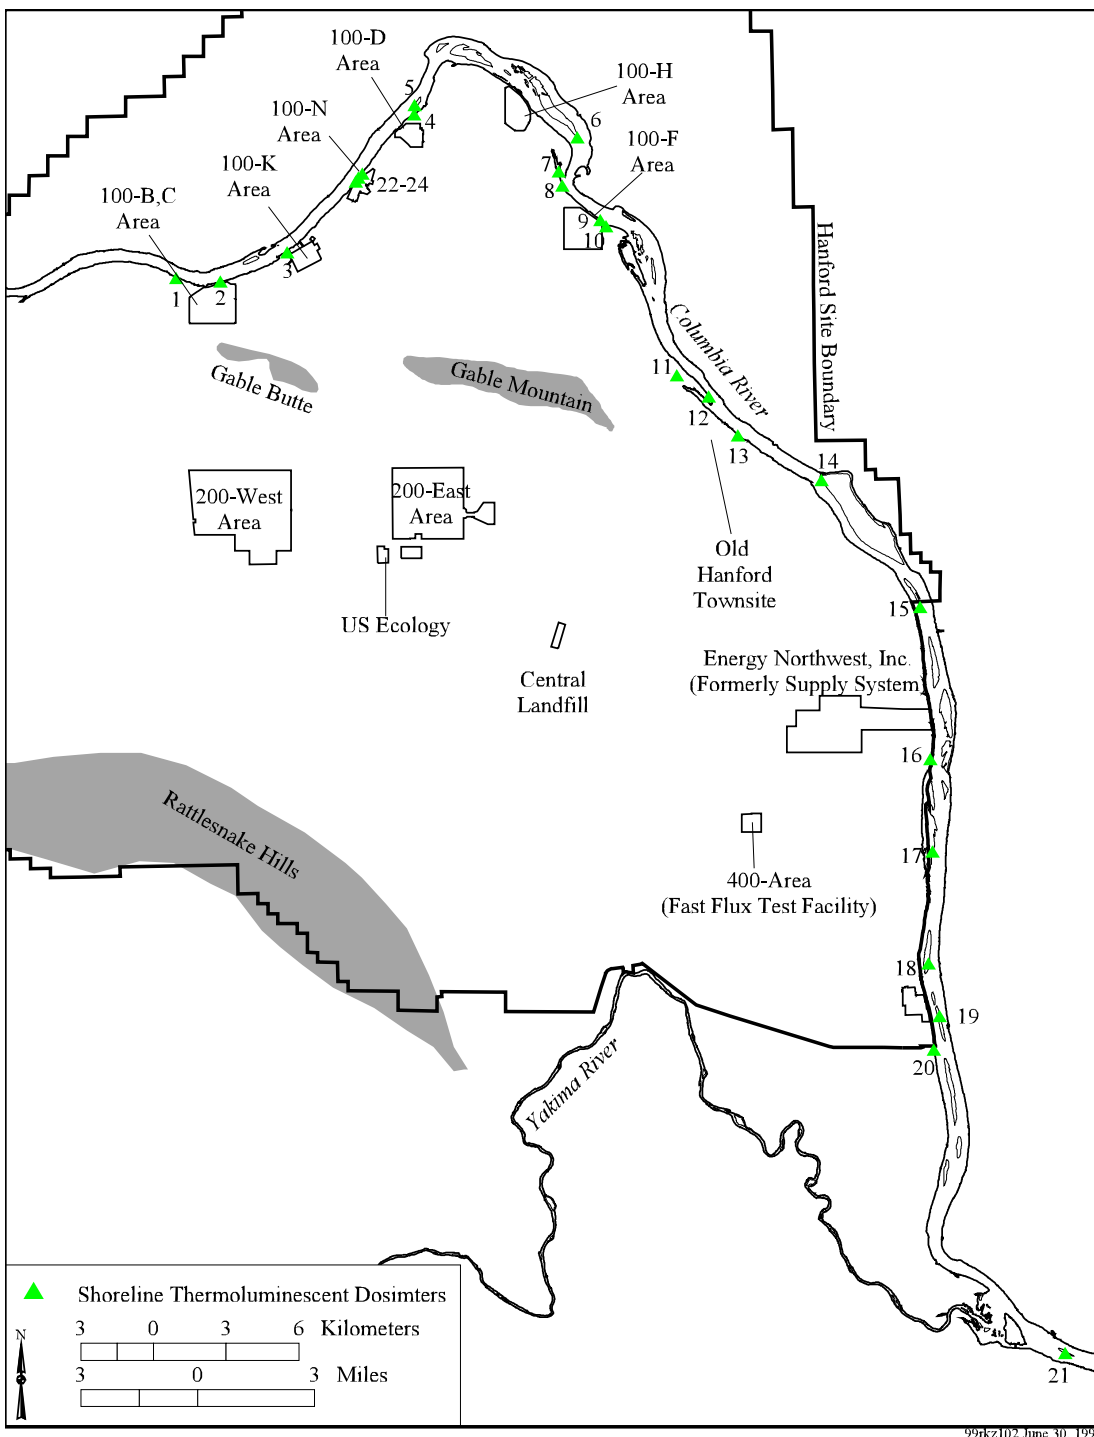 100-D
Area
100-H
Area
5
4
6
100-N
Area
100-F
Area
100-K
Area
7
8
22-24
100-B,C
Area
9
10
3
1
2
Hanford Site Boundary
Columbia River
11
Gable Butte
Gable Mountain
12
13
14
200-West
Area
200-East
Area
Old
Hanford
Townsite
15
US Ecology
Energy Northwest, Inc.
(Formerly Supply System)
Central
Landfill
16
Rattlesnake Hills
17
400-Area
(Fast Flux Test Facility)
18
19
20
Yakima River
Shoreline Thermoluminescent Dosimters
N
3 0 3 6 Kilometers
3 0 3 Miles
21
99rkz102 June 30, 199